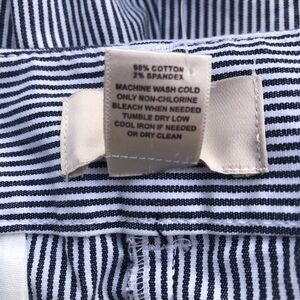 98% COTTON
2% SPANDEX
MACHINE WASH COLD
ONLY NON-CHLORINE
BLEACH WHEN NEEDED
TUMBLE DRY LOW
COOL IRON IF NEEDED
OR DRY CLEAN